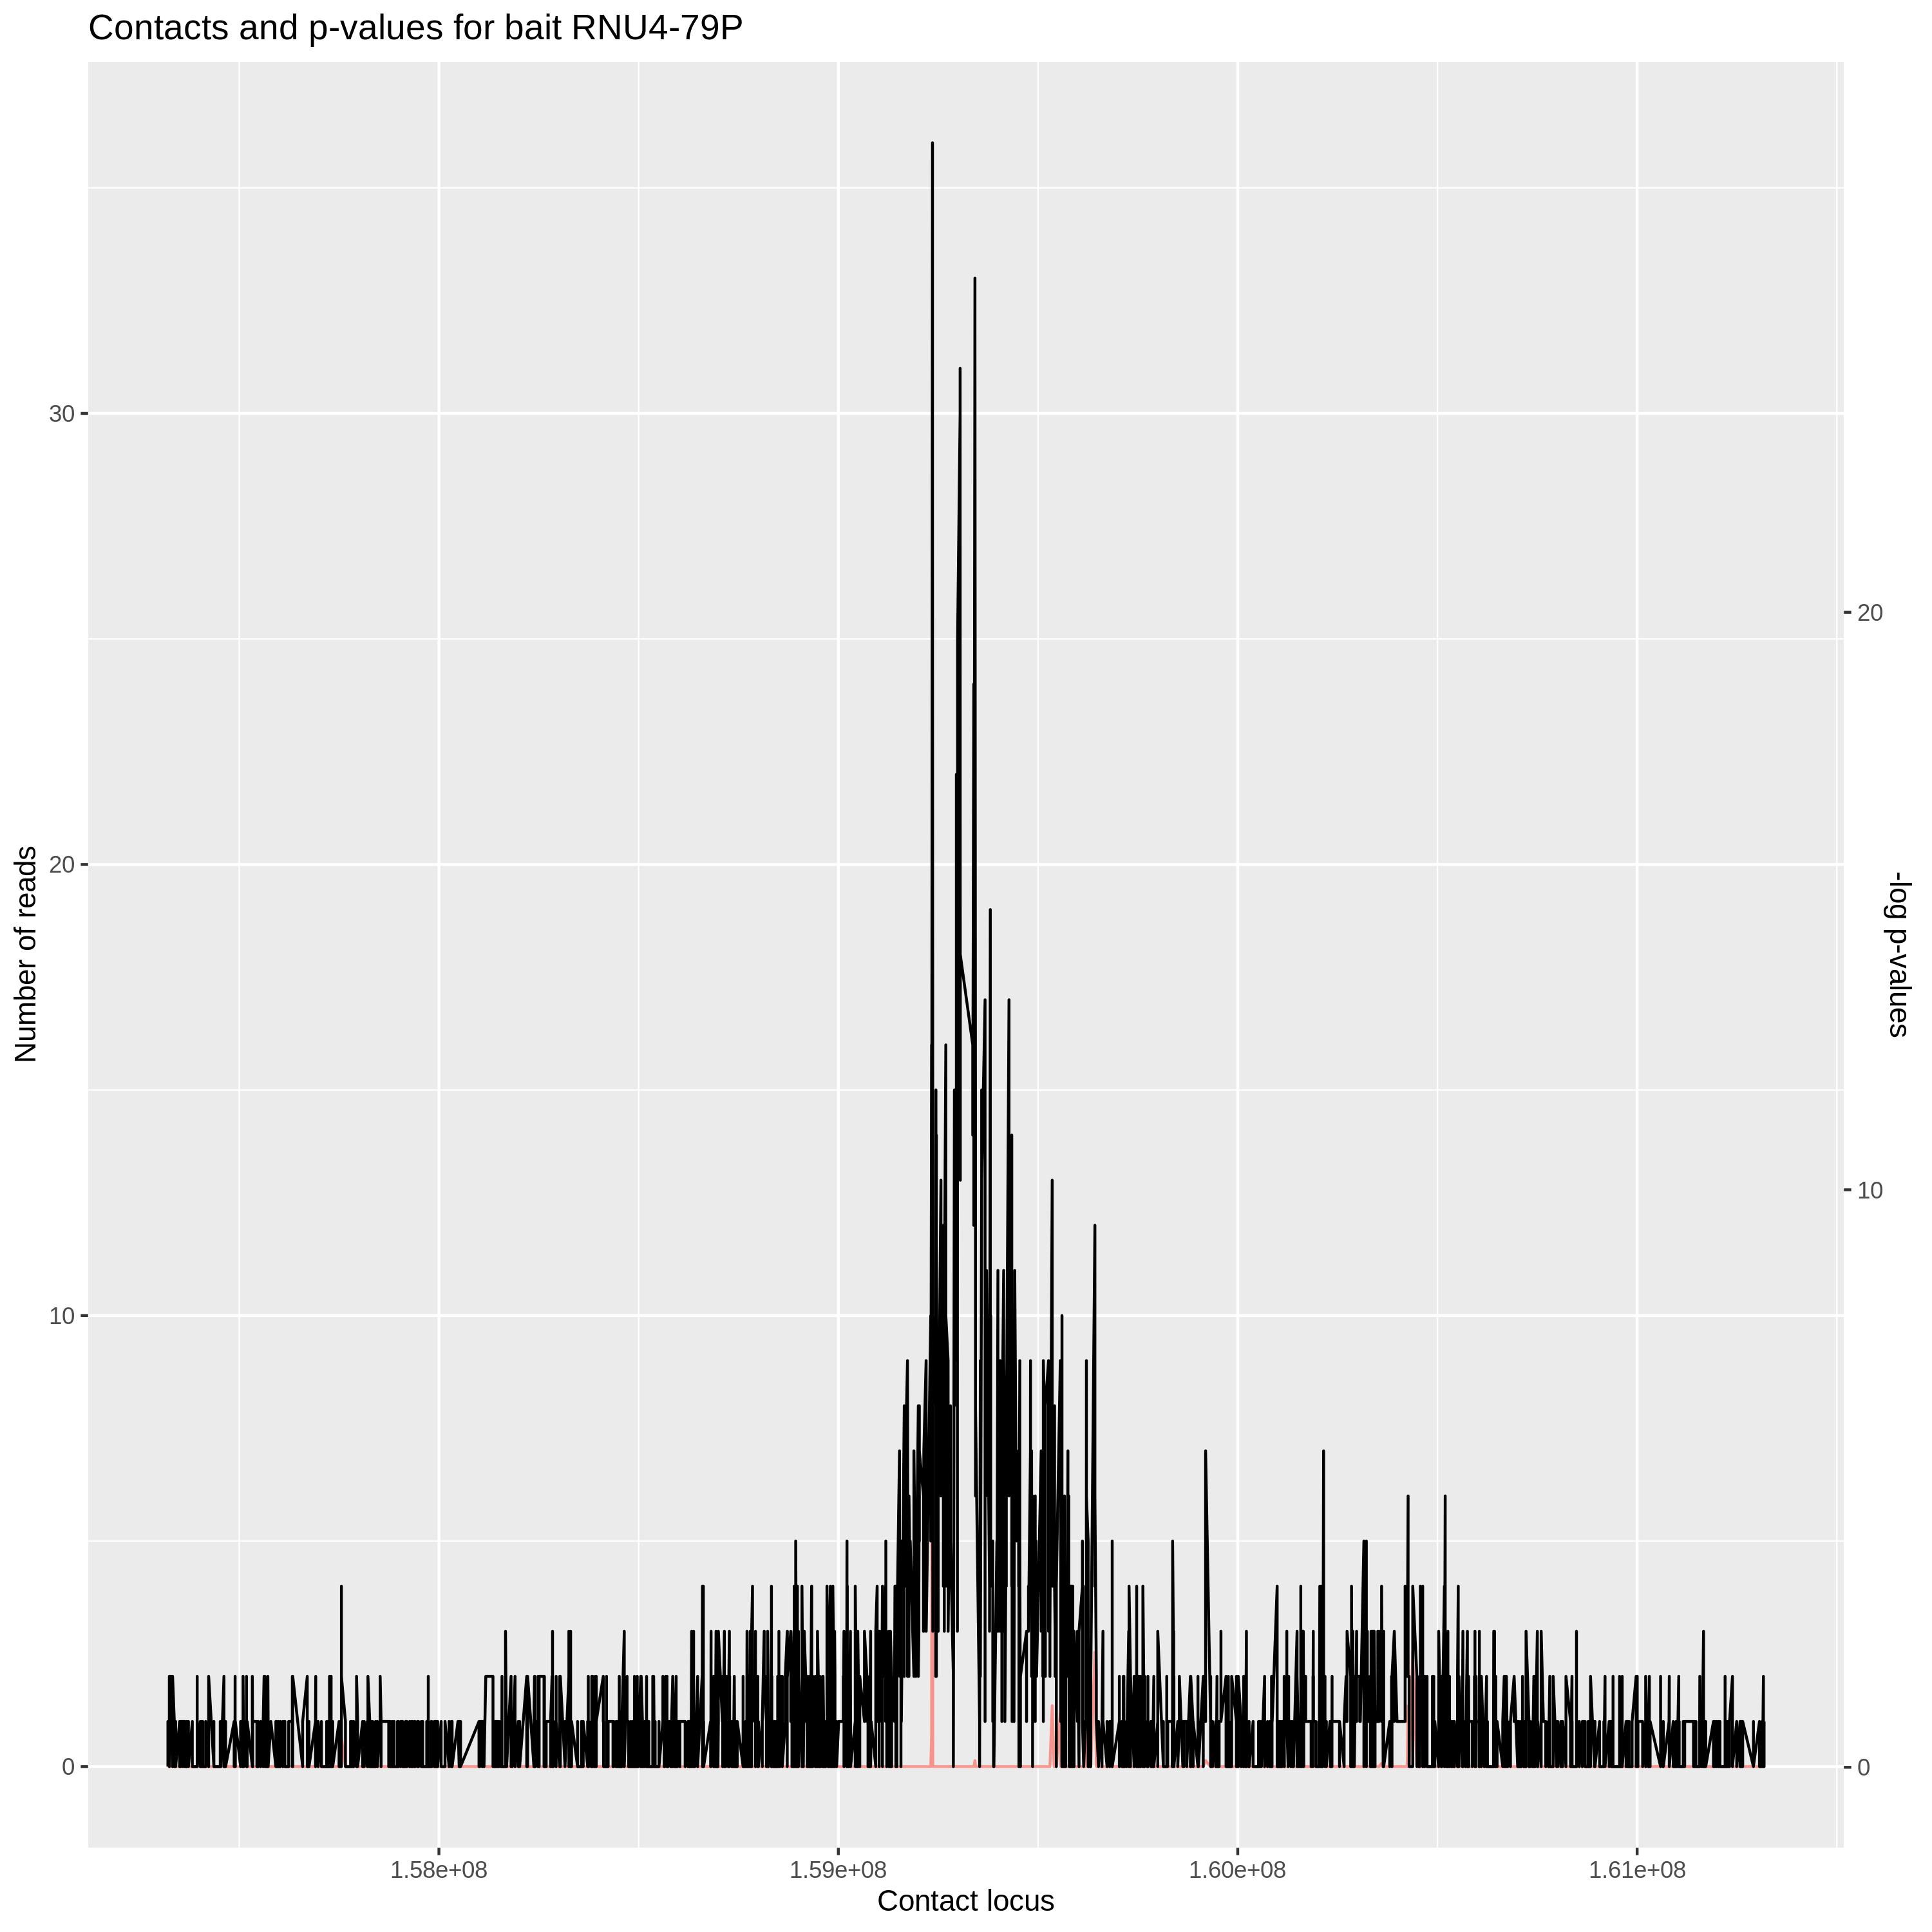 Contacts and p-values for bait RNU4-79P
Number of reads
30
20
10
0
20
10
0
-log p-values
1.58e+08
1.59e+08
1.60e+08
1.61e+08
Contact locus